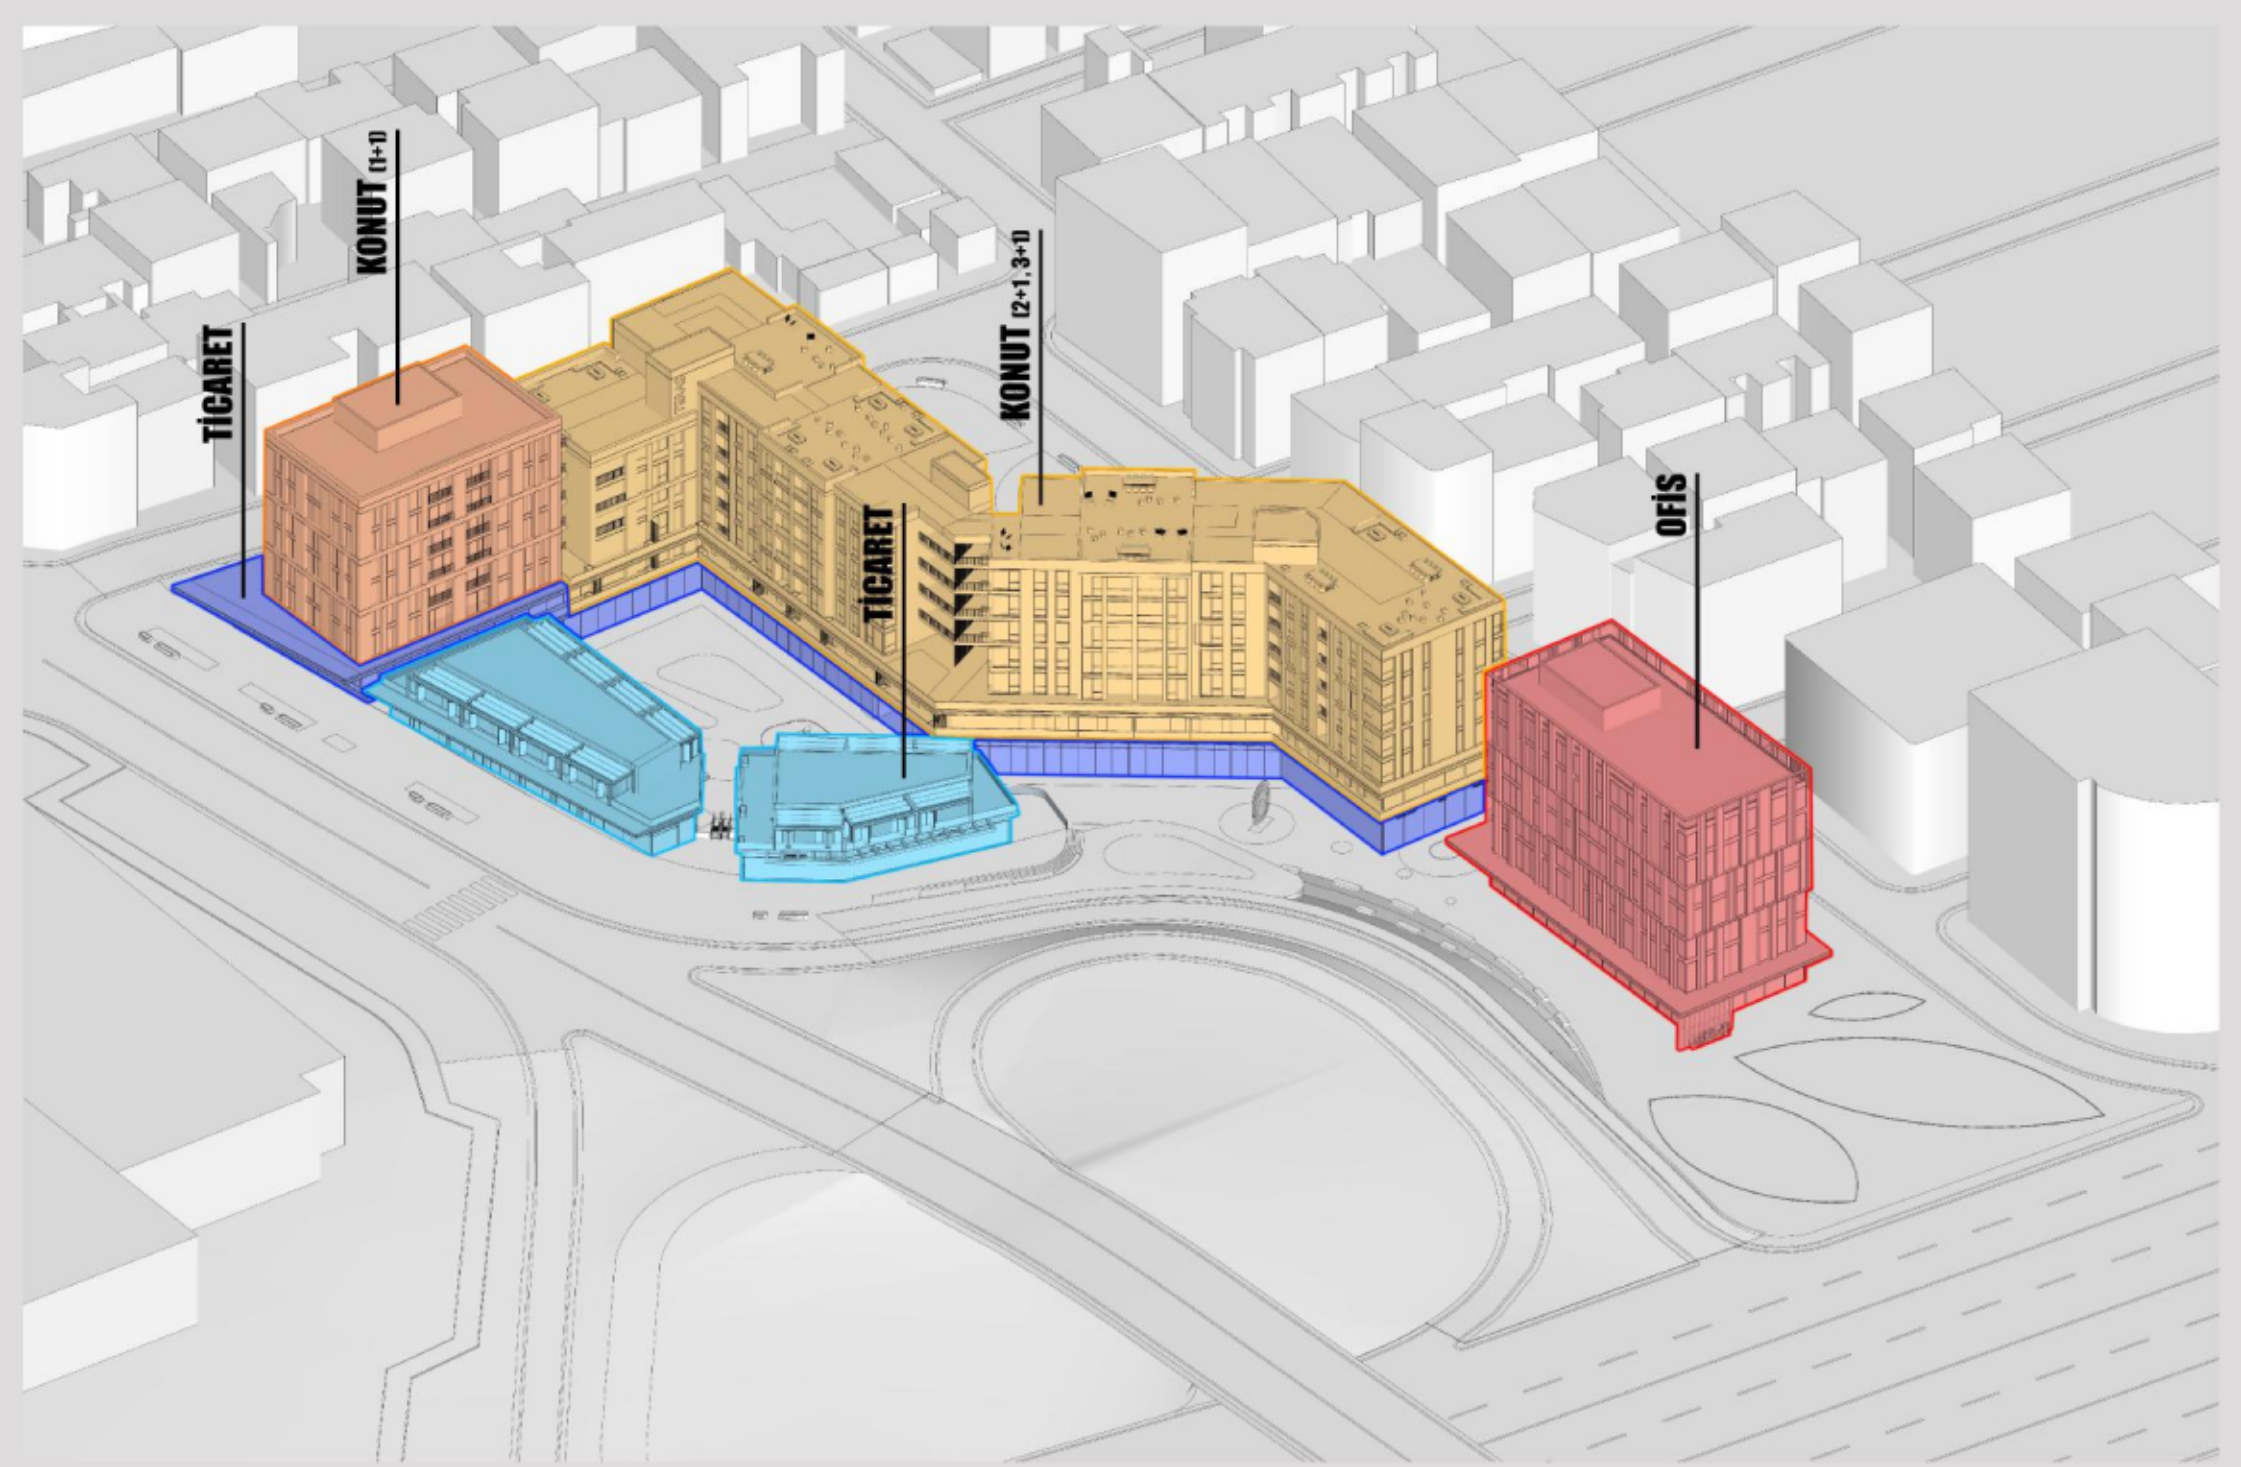 TİCARET
KONUT (1+1)
TİCARET
KONUT (2+1, 3+1)
OFİS